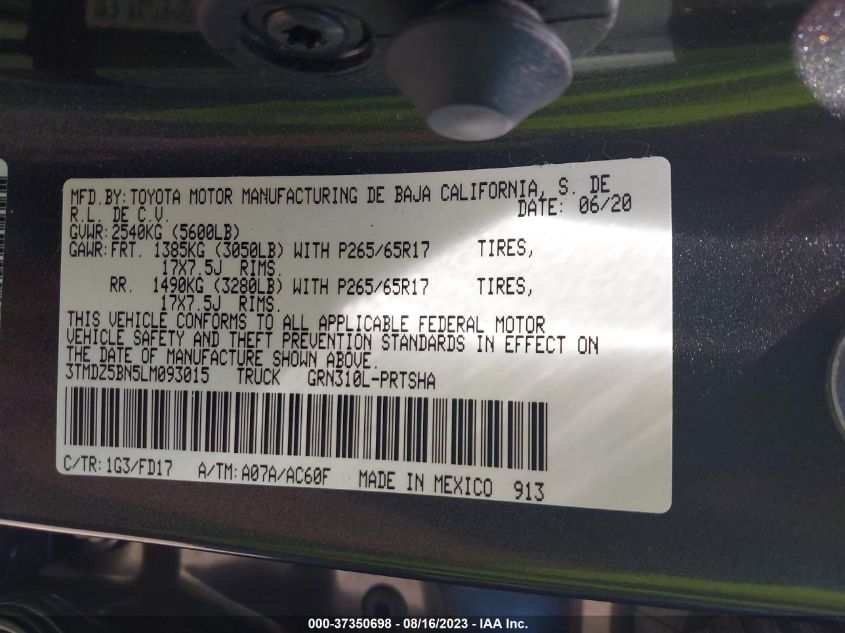 MFD.BY:TOYOTA MOTOR MANUFACTURING DE BAJA CALIFORNIA, S. DE
R.L. DE C.V. DATE: 06/20
GVWR:2540KG (5600LB)
GAWR:FRT. 1385KG (3050LB) WITH P265/65R17 TIRES,
17X7.5J RIMS.
RR. 1490KG (3280LB) WITH P265/65R17 TIRES,
17X7.5J RIMS.
THIS VEHICLE CONFORMS TO ALL APPLICABLE FEDERAL MOTOR
VEHICLE SAFETY AND THEFT PREVENTION STANDARDS IN EFFECT ON
THE DATE OF MANUFACTURE SHOWN ABOVE.
3TMDZ5BN5LM093015 TRUCK GRN310L-PRTSHA
C/TR:1G3/FD17 A/TM:A07A/AC60F MADE IN MEXICO 913
000-37350698 - 08/16/2023 - IAA Inc.